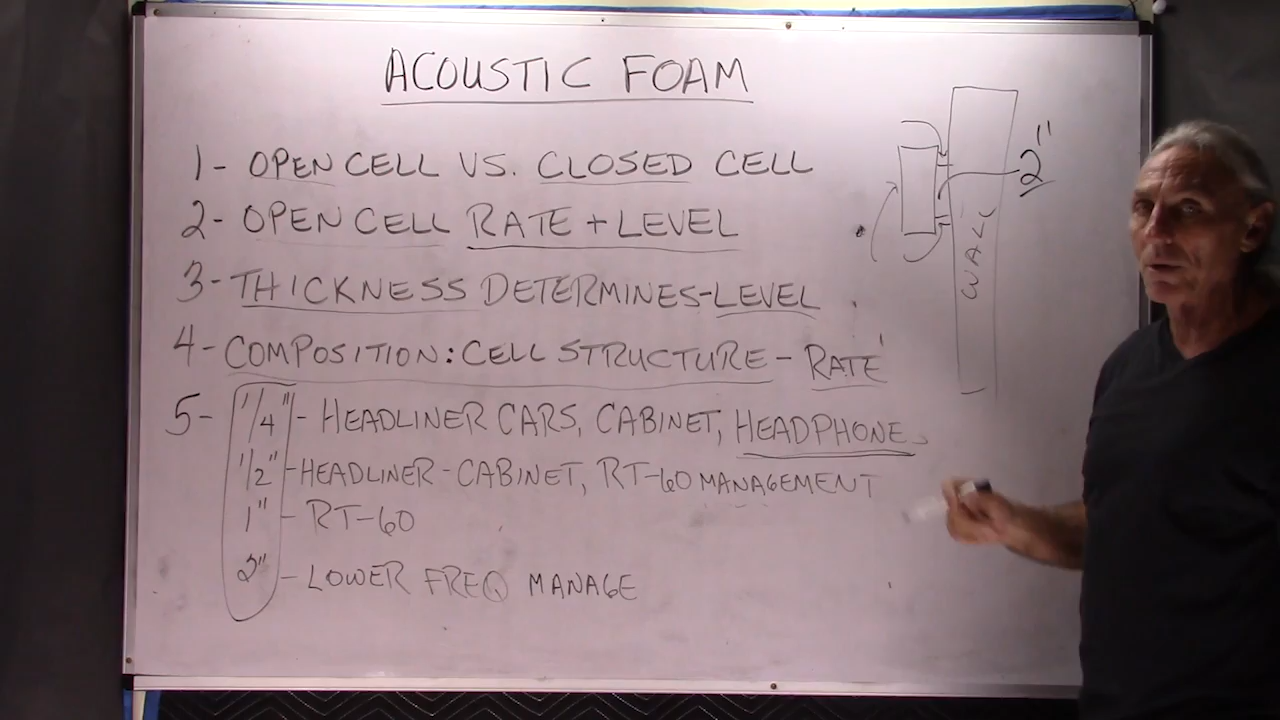 ACOUSTIC FOAM
1- OPEN CELL VS. CLOSED CELL
2- OPEN CELL RATE + LEVEL
3- THICKNESS DETERMINES-LEVEL
4- COMPOSITION: CELL STRUCTURE - RATE
5- 1/4" - HEADLINER CARS, CABINET, HEADPHONES
1/2" - HEADLINER - CABINET, RT-60 MANAGEMENT
1" - RT-60
2" - LOWER FREQ MANAGE
2"
WALL